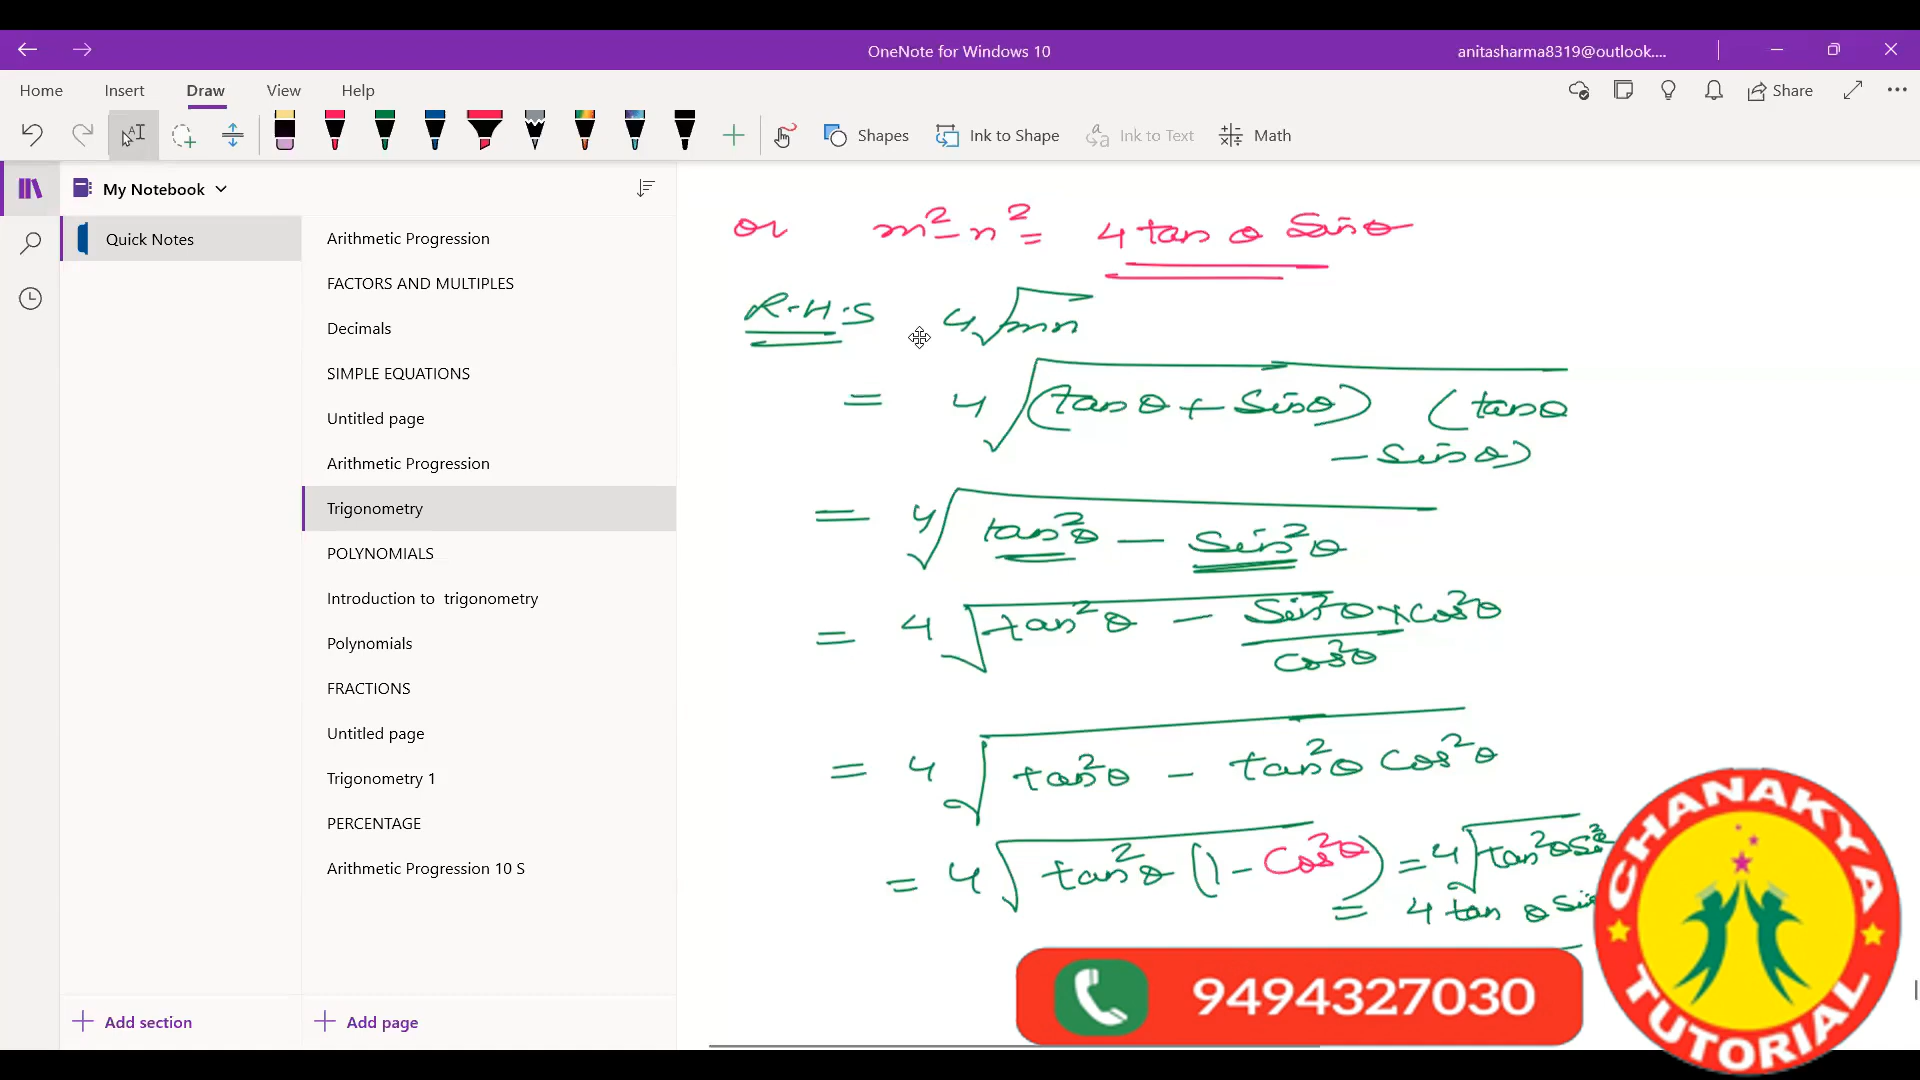 OneNote for Windows 10
anitasharma8319@outlook....
Home Insert Draw View Help
Share
Shapes Ink to Shape Ink to Text Math
My Notebook
Quick Notes
Arithmetic Progression
FACTORS AND MULTIPLES
Decimals
SIMPLE EQUATIONS
Untitled page
Arithmetic Progression
Trigonometry
POLYNOMIALS
Introduction to trigonometry
Polynomials
FRACTIONS
Untitled page
Trigonometry 1
PERCENTAGE
Arithmetic Progression 10 S
Add section
Add page
or m² - n² = 4 tan θ Sin θ
R.H.S 4√mn
= 4√(tanθ + Sinθ) (tanθ
- Sinθ)
= 4√tan²θ - Sin²θ
= 4√tan²θ - Sin²θ × Cos²θ
Cos²θ
= 4√tan²θ - tan²θ Cos²θ
= 4√tan²θ (1 - Cos²θ) = 4√tan²θ
= 4 tan θ
9494327030
CHANAKYA
TUTORIAL